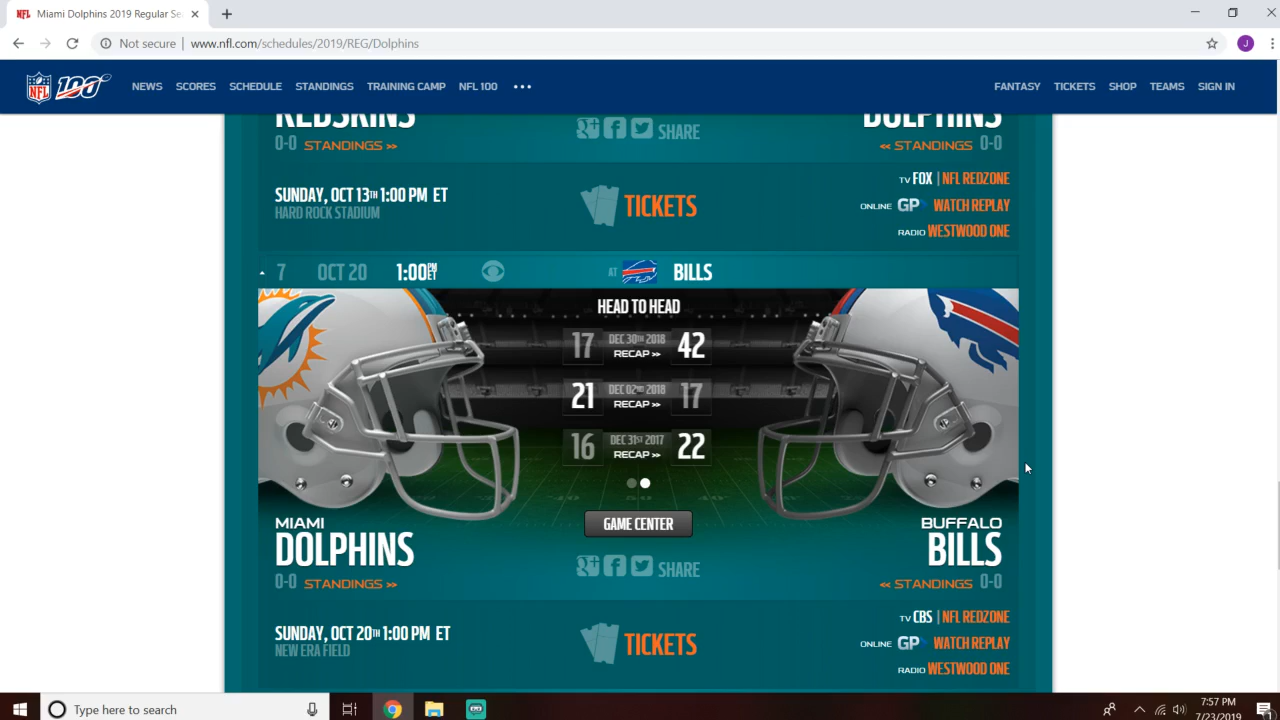 Miami Dolphins 2019 Regular Se
Not secure | www.nfl.com/schedules/2019/REG/Dolphins
J
NFL 100
NEWS SCORES SCHEDULE STANDINGS TRAINING CAMP NFL 100 ••• FANTASY TICKETS SHOP TEAMS SIGN IN
REDSKINS
DOLPHINS
0-0 STANDINGS >>
g+ f SHARE
<< STANDINGS 0-0
SUNDAY, OCT 13TH 1:00 PM ET
HARD ROCK STADIUM
TICKETS
TV FOX | NFL REDZONE
ONLINE GP WATCH REPLAY
RADIO WESTWOOD ONE
7 OCT 20 1:00 PM ET AT BILLS
HEAD TO HEAD
17 DEC 30TH 2018 42
RECAP >>
21 DEC 02ND 2018 17
RECAP >>
16 DEC 31ST 2017 22
RECAP >>
GAME CENTER
MIAMI
DOLPHINS
0-0 STANDINGS >>
g+ f SHARE
BUFFALO
BILLS
<< STANDINGS 0-0
SUNDAY, OCT 20TH 1:00 PM ET
NEW ERA FIELD
TICKETS
TV CBS | NFL REDZONE
ONLINE GP WATCH REPLAY
RADIO WESTWOOD ONE
Type here to search
7:57 PM
7/23/2019